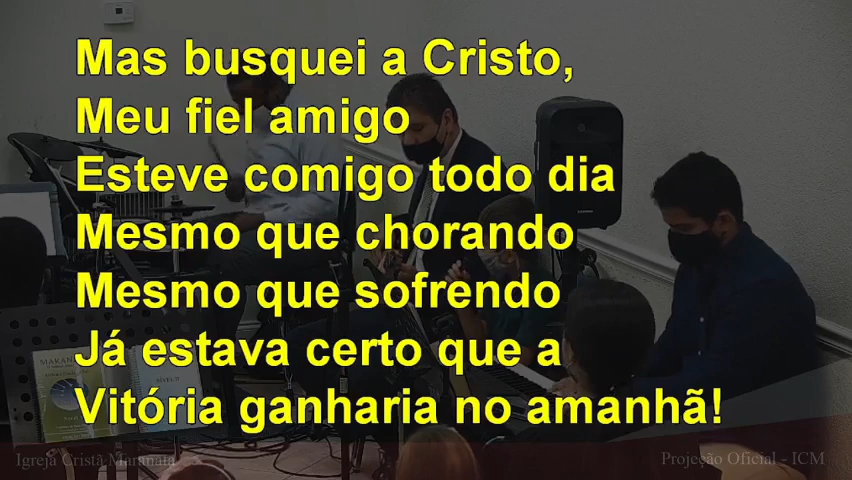 Mas busquei a Cristo,
Meu fiel amigo
Esteve comigo todo dia
Mesmo que chorando
Mesmo que sofrendo
Já estava certo que a
Vitória ganharia no amanhã!
Igreja Cristã Maranata
Projeção Oficial - ICM